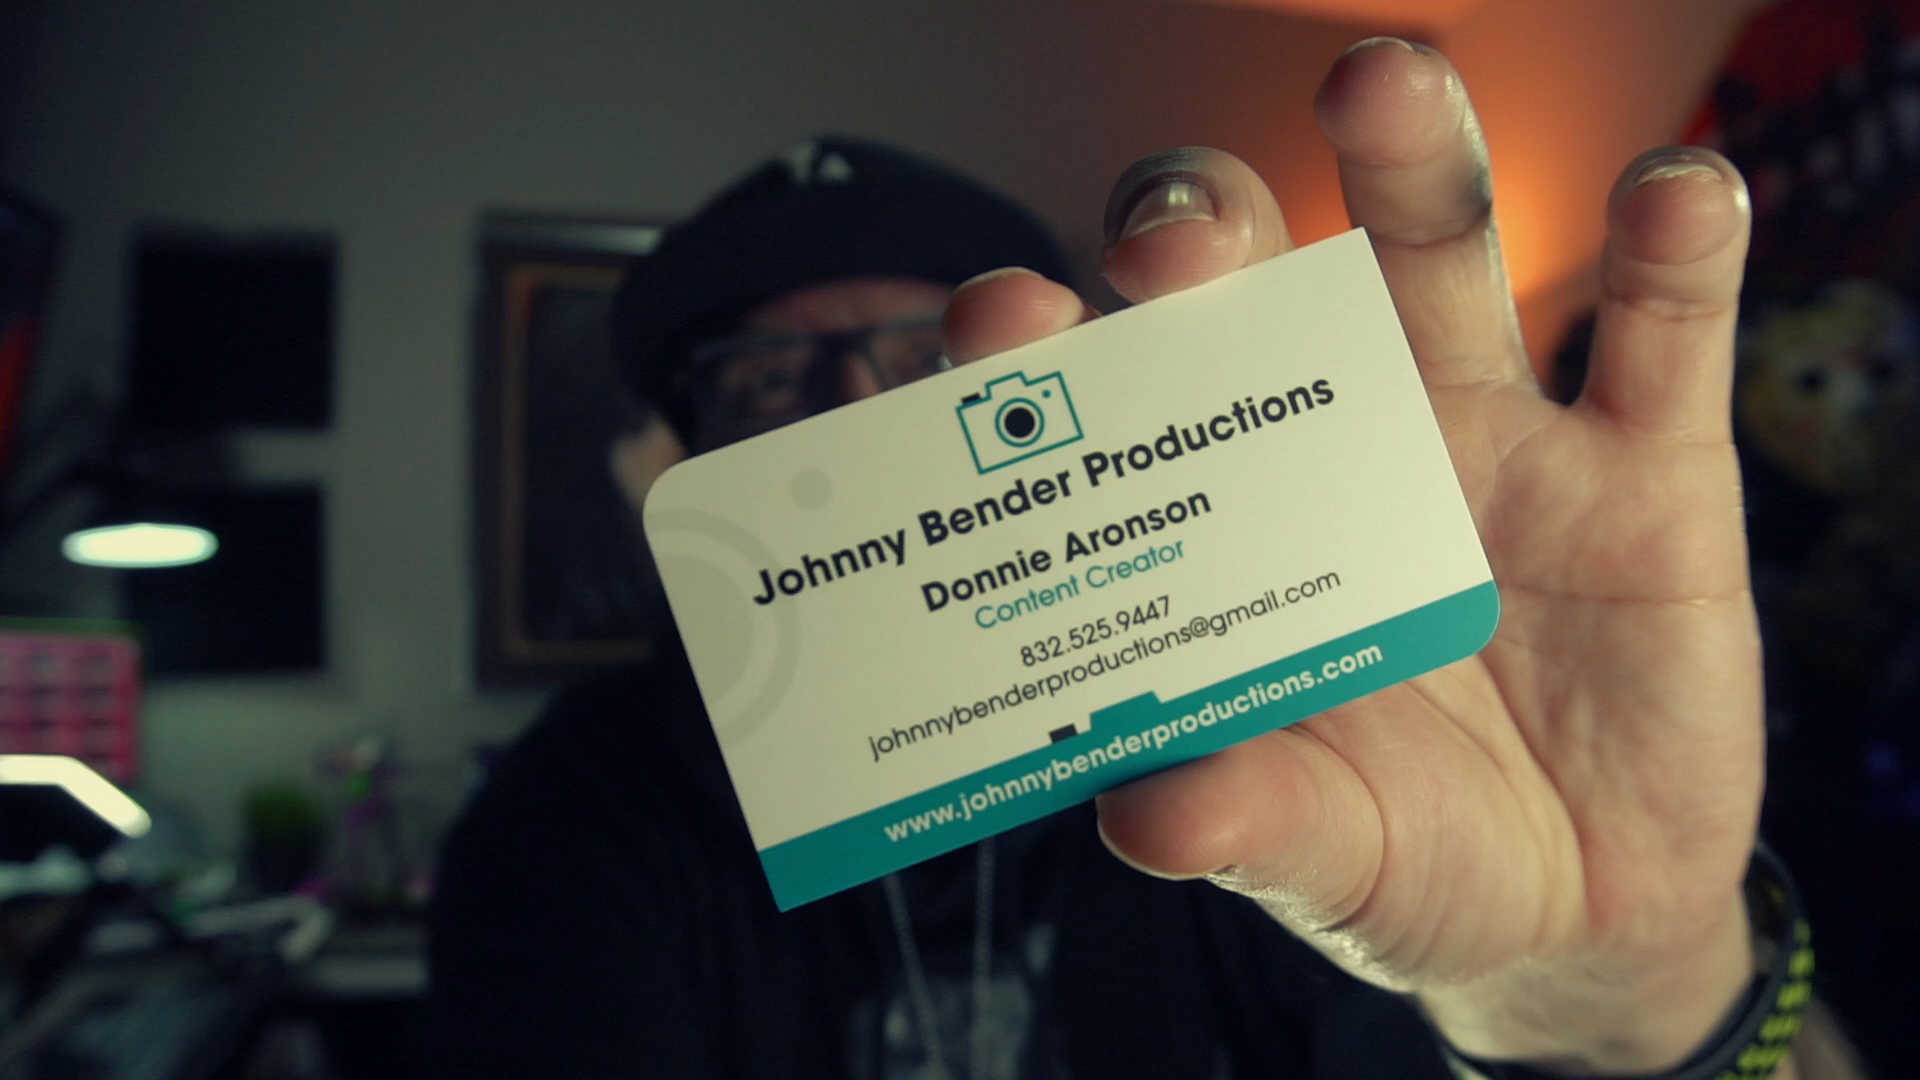 Johnny Bender Productions
Donnie Aronson
Content Creator
832.525.9447
johnnybenderproductions@gmail.com
www.johnnybenderproductions.com